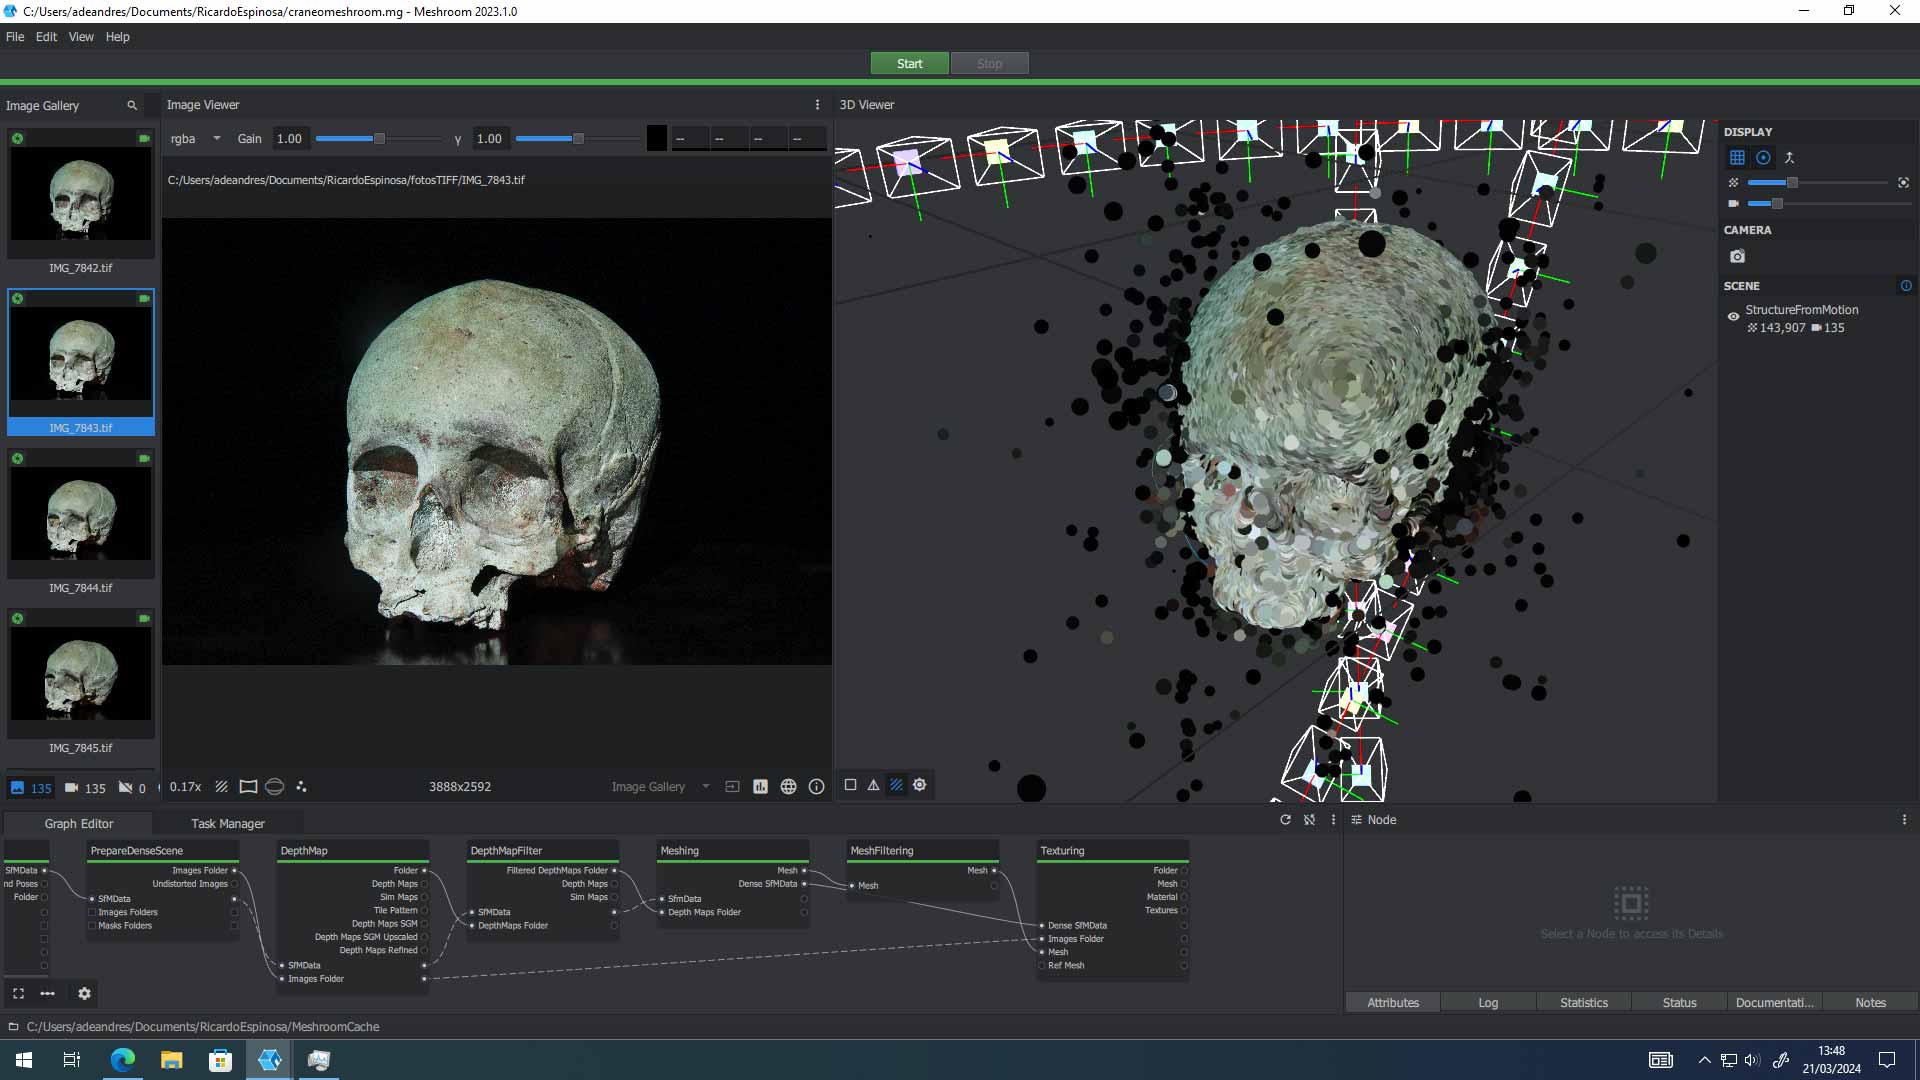 C:/Users/adeandres/Documents/RicardoEspinosa/craneomeshroom.mg - Meshroom 2023.1.0
File Edit View Help
Start Stop
Image Gallery
Image Viewer
3D Viewer
rgba Gain 1.00 γ 1.00 -- -- -- --
C:/Users/adeandres/Documents/RicardoEspinosa/fotosTIFF/IMG_7843.tif
IMG_7842.tif
IMG_7843.tif
IMG_7844.tif
IMG_7845.tif
135 135 0
0.17x 3888x2592 Image Gallery
DISPLAY
CAMERA
SCENE
StructureFromMotion
143,907 135
Graph Editor Task Manager
SfMData
nd Poses
Folder
PrepareDenseScene
Images Folder
Undistorted Images
SfMData
Images Folders
Masks Folders
DepthMap
Folder
Depth Maps
Sim Maps
Tile Pattern
Depth Maps SGM
Depth Maps SGM Upscaled
Depth Maps Refined
SfMData
Images Folder
DepthMapFilter
Filtered DepthMaps Folder
Depth Maps
Sim Maps
SfMData
DepthMaps Folder
Meshing
Mesh
Dense SfMData
SfmData
Depth Maps Folder
MeshFiltering
Mesh
Mesh
Texturing
Folder
Mesh
Material
Textures
Dense SfMData
Images Folder
Mesh
Ref Mesh
Node
Select a Node to access its Details
Attributes Log Statistics Status Documentati... Notes
C:/Users/adeandres/Documents/RicardoEspinosa/MeshroomCache
13:48
21/03/2024